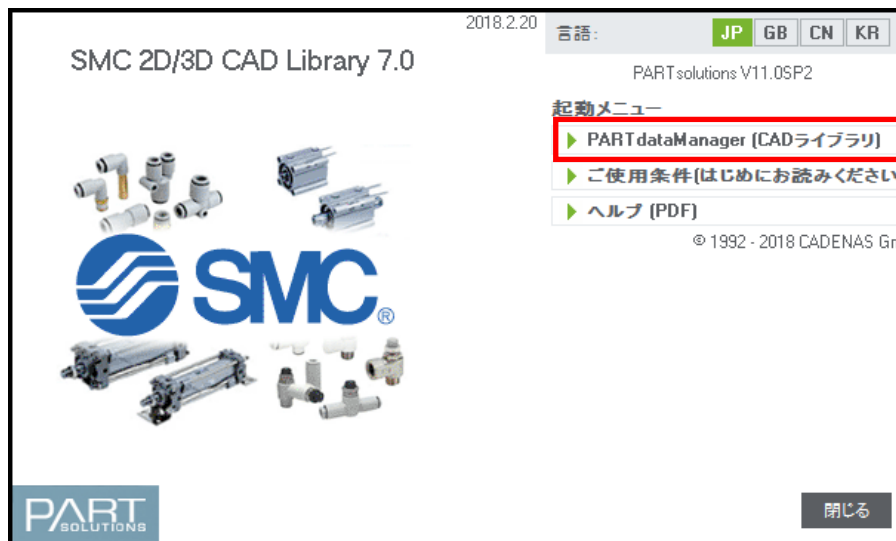 2018.2.20
SMC 2D/3D CAD Library 7.0
SMC®
PART
SOLUTIONS
言語:
JP GB CN KR
PARTsolutions V11.0SP2
起動メニュー
PARTdataManager (CADライブラリ)
ご使用条件(はじめにお読みください
ヘルプ (PDF)
© 1992 - 2018 CADENAS G
閉じる